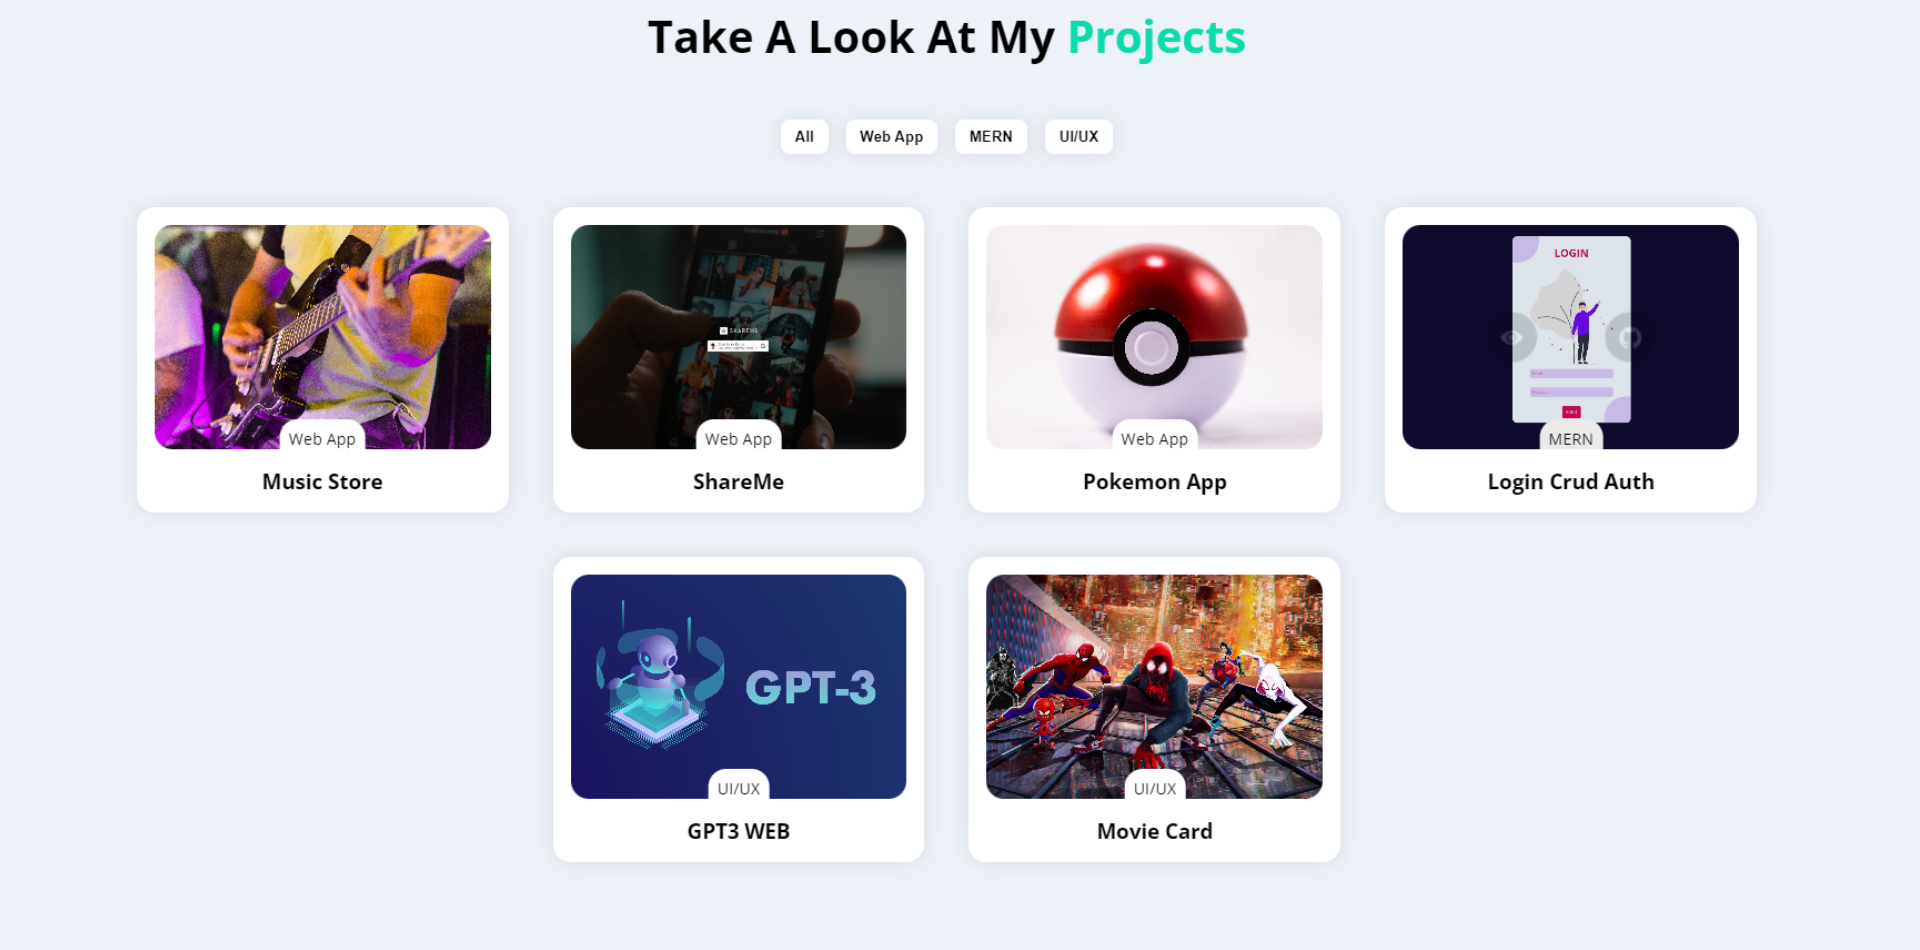 Take A Look At My Projects
All
Web App
MERN
UI/UX
SHAREME
LOGIN
Web App
Web App
Web App
MERN
Music Store
ShareMe
Pokemon App
Login Crud Auth
GPT-3
UI/UX
UI/UX
GPT3 WEB
Movie Card